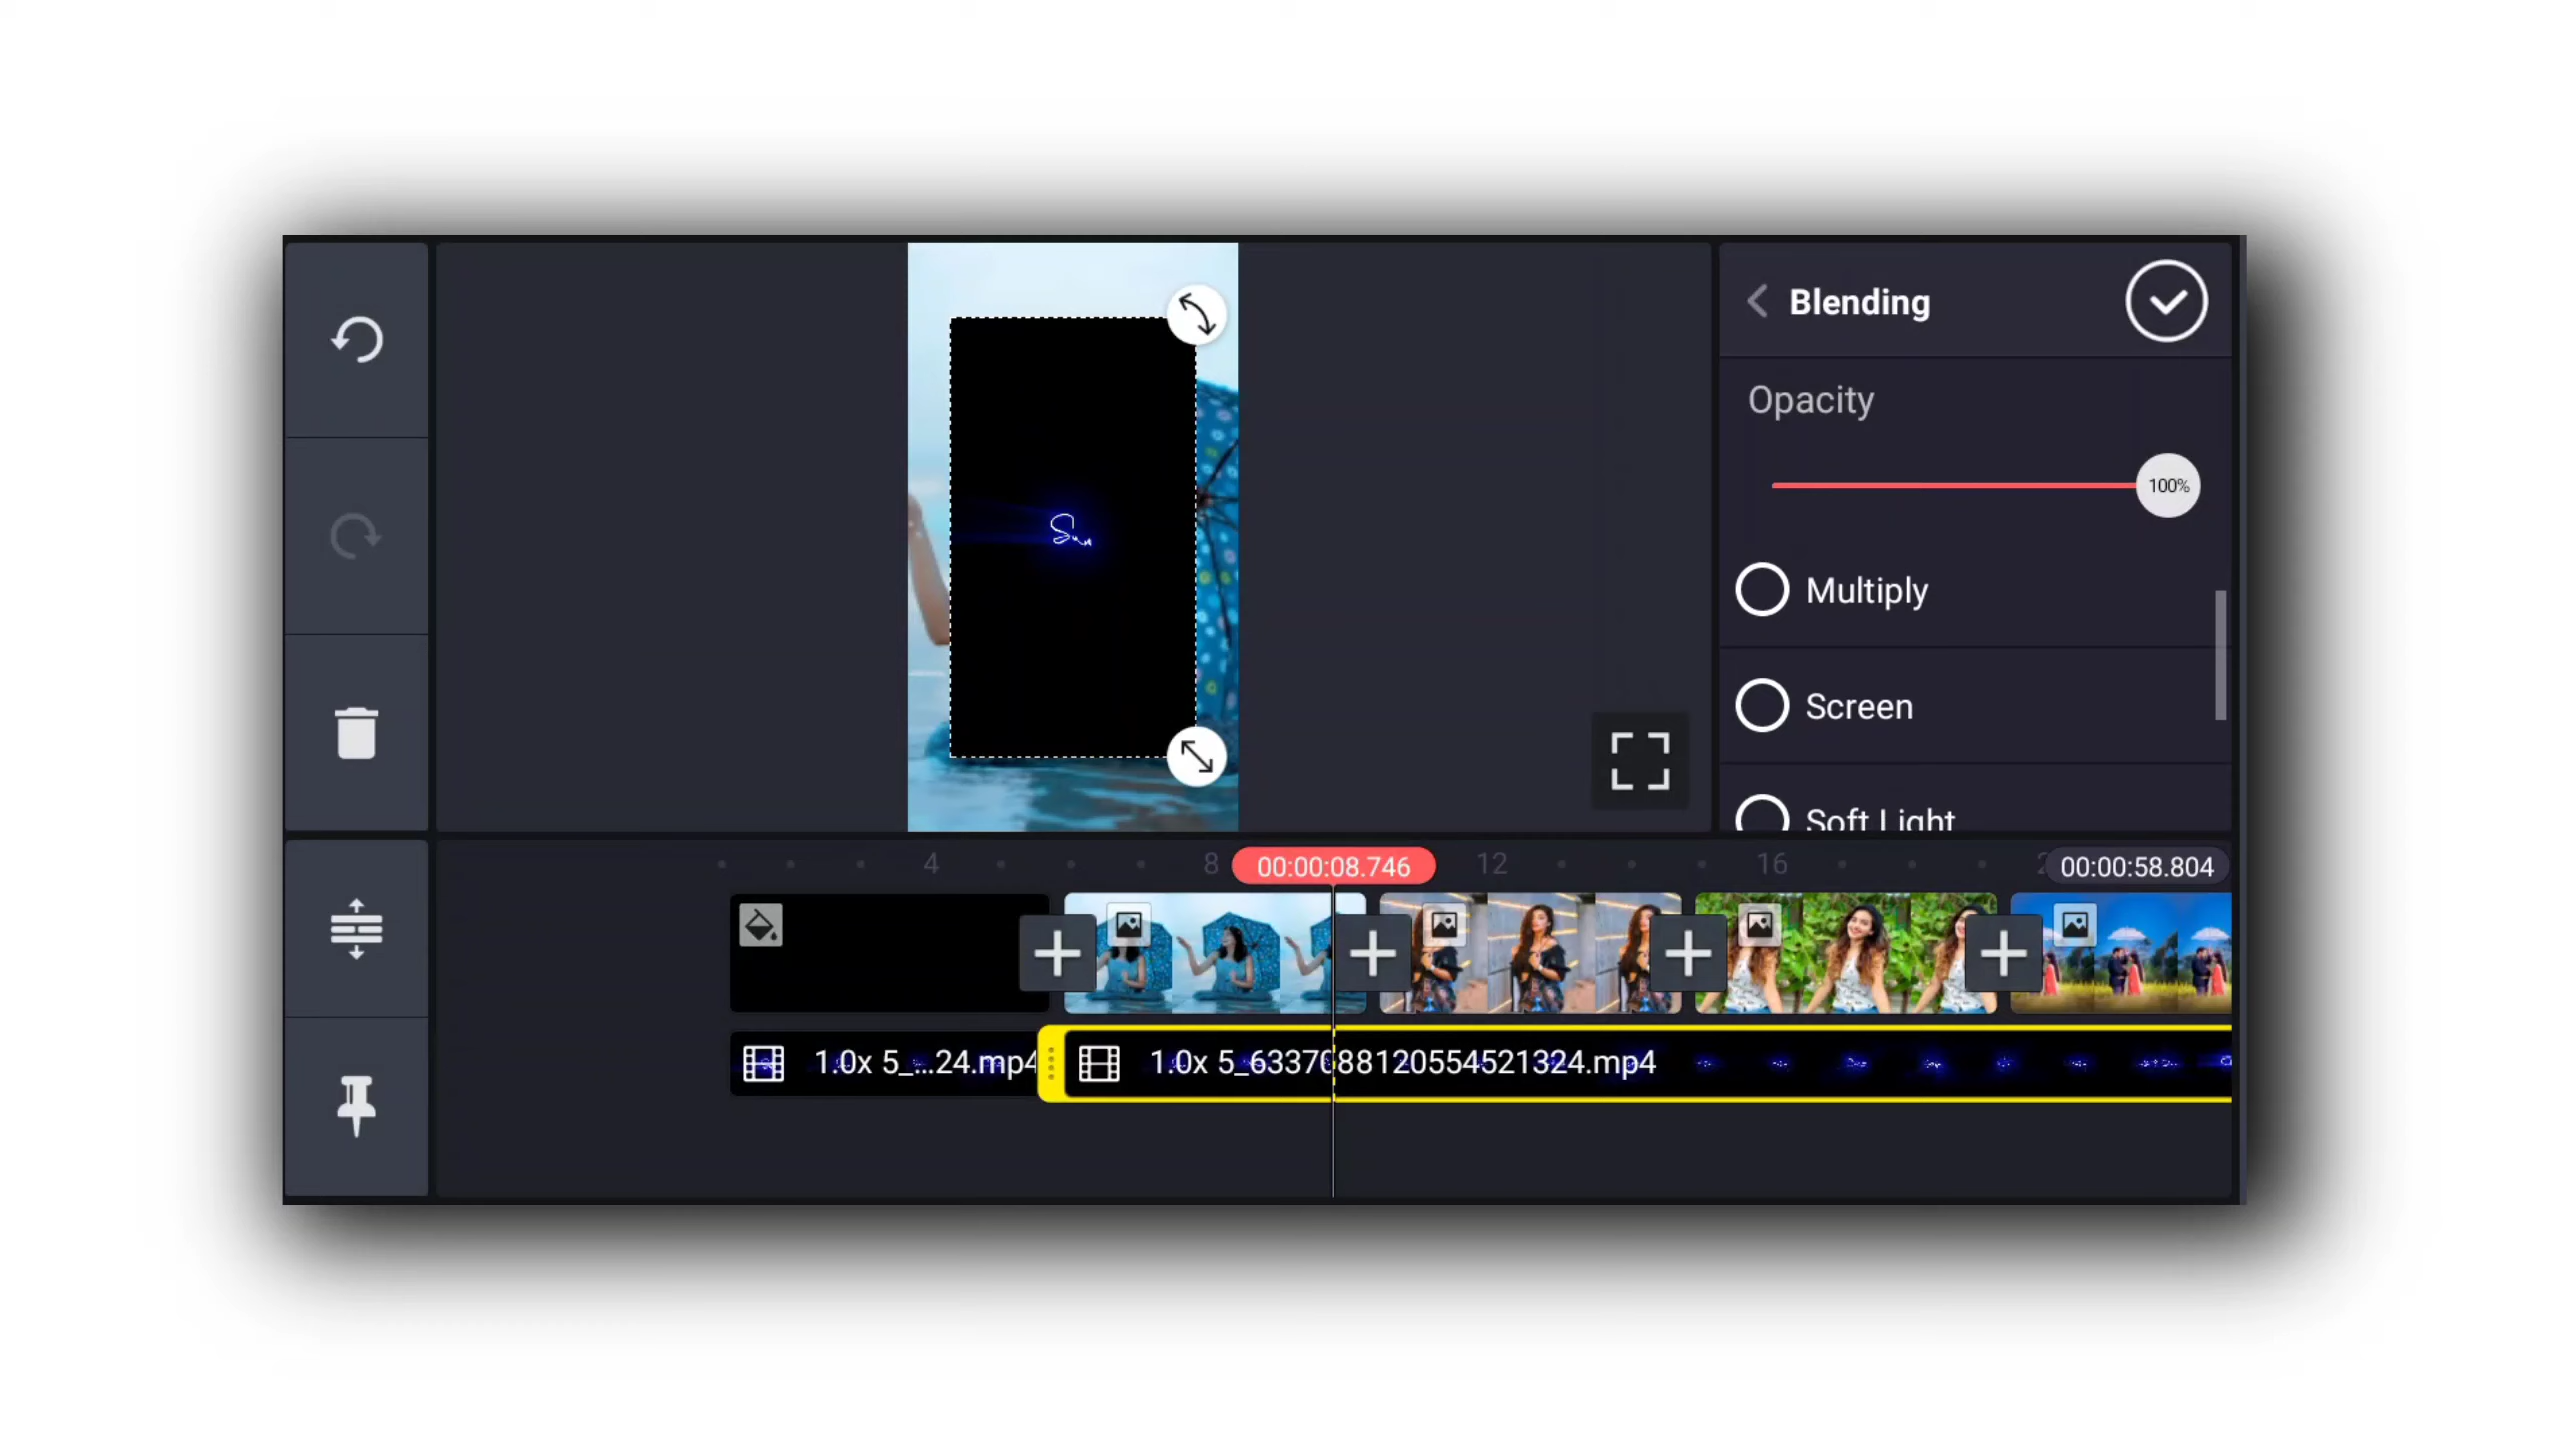 Blending
Opacity
100%
Multiply
Screen
Soft Light
4
8
00:00:08.746
12
16
00:00:58.804
1.0x 5_...24.mp4
1.0x 5_6337088120554521324.mp4